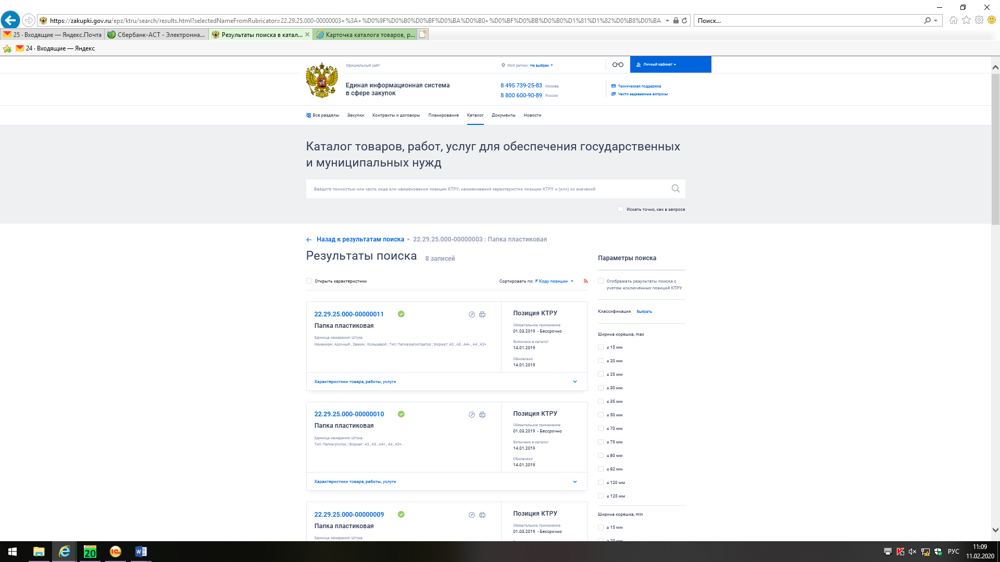 https://zakupki.gov.ru/epz/ktru/search/results.html?selectedNameFromRubricator=22.29.25.000-00000003+%3A+%D0%9F%D0%B0%D0%BF%D0%BA%D0%B0+%D0%BF%D0%BB%D0%B0%D1%81%D1%82%D0%B8%D0%BA
Поиск...
25 · Входящие — Яндекс.Почта
Сбербанк-АСТ - Электронна...
Результаты поиска в катал...
Карточка каталога товаров, р...
24 · Входящие — Яндекс
Официальный сайт
Мой регион: Не выбран
Личный кабинет
Единая информационная система
в сфере закупок
8 495 739-25-83 Москва
8 800 600-90-89 Россия
Техническая поддержка
Часто задаваемые вопросы
Все разделы Закупки Контракты и договоры Планирование Каталог Документы Новости
Каталог товаров, работ, услуг для обеспечения государственных
и муниципальных нужд
Введите полностью или часть кода или наименования позиции КТРУ, наименования характеристик позиции КТРУ и (или) их значений
Искать точно, как в запросе
Назад к результатам поиска 22.29.25.000-00000003 : Папка пластиковая
Результаты поиска 8 записей
Открыть характеристики
Сортировать по: Коду позиции
22.29.25.000-00000011
Папка пластиковая
Единица измерения: Штука
Механизм: Арочный , Зажим , Кольцевой ; Тип: Папка-регистратор ; Формат: A3 , A5 , A4+ , A4 , A3+ .
Позиция КТРУ
Обязательное применение
01.03.2019 - Бессрочно
Включено в каталог
14.01.2019
Обновлено
14.01.2019
Характеристики товара, работы, услуги
22.29.25.000-00000010
Папка пластиковая
Единица измерения: Штука
Тип: Папка-уголок ; Формат: A3 , A5 , A4+ , A4 , A3+ .
Позиция КТРУ
Обязательное применение
01.03.2019 - Бессрочно
Включено в каталог
14.01.2019
Обновлено
14.01.2019
Характеристики товара, работы, услуги
22.29.25.000-00000009
Папка пластиковая
Единица измерения: Штука
Позиция КТРУ
Обязательное применение
01.03.2019 - Бессрочно
Параметры поиска
Отображать результаты поиска с
учетом исключенных позиций КТРУ
Классификация Выбрать
Ширина корешка, max
≤ 15 мм
≤ 20 мм
≤ 25 мм
≤ 30 мм
≤ 35 мм
≤ 50 мм
≤ 70 мм
≤ 75 мм
≤ 80 мм
≤ 82 мм
≤ 120 мм
≤ 125 мм
Ширина корешка, min
≥ 15 мм
≥ 20 мм
20
1С
РУС
11:09
11.02.2020